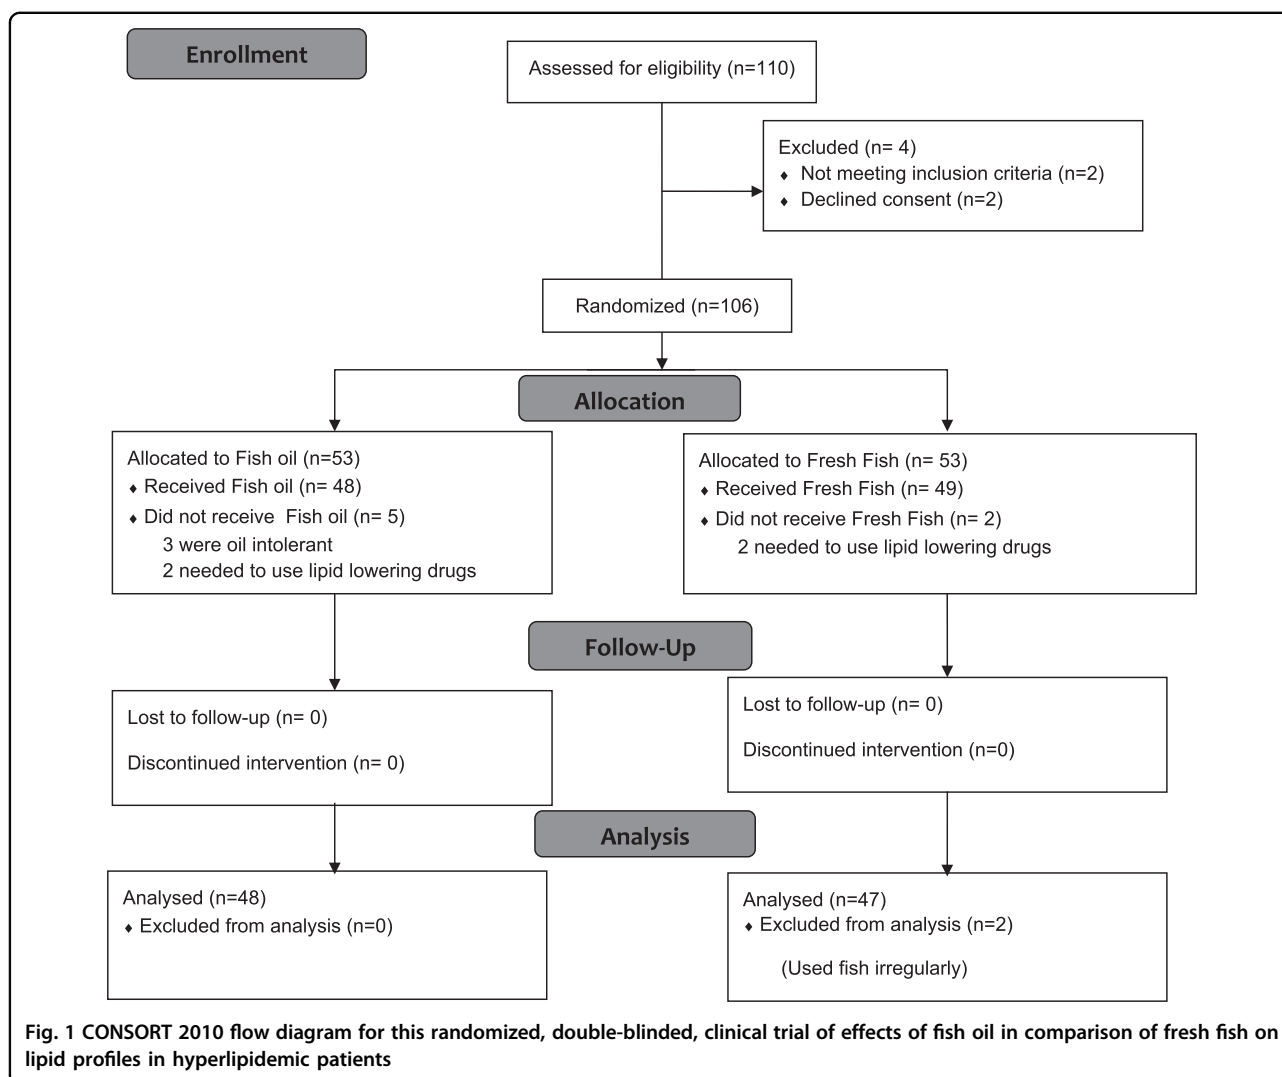 Enrollment
Assessed for eligibility (n=110)
Excluded (n= 4)
♦ Not meeting inclusion criteria (n=2)
♦ Declined consent (n=2)
Randomized (n=106)
Allocation
Allocated to Fish oil (n=53)
♦ Received Fish oil (n= 48)
♦ Did not receive Fish oil (n= 5)
3 were oil intolerant
2 needed to use lipid lowering drugs
Allocated to Fresh Fish (n= 53)
♦ Received Fresh Fish (n= 49)
♦ Did not receive Fresh Fish (n= 2)
2 needed to use lipid lowering drugs
Follow-Up
Lost to follow-up (n= 0)
Discontinued intervention (n= 0)
Lost to follow-up (n= 0)
Discontinued intervention (n=0)
Analysis
Analysed (n=48)
♦ Excluded from analysis (n=0)
Analysed (n=47)
♦ Excluded from analysis (n=2)
(Used fish irregularly)
Fig. 1 CONSORT 2010 flow diagram for this randomized, double-blinded, clinical trial of effects of fish oil in comparison of fresh fish on
lipid profiles in hyperlipidemic patients